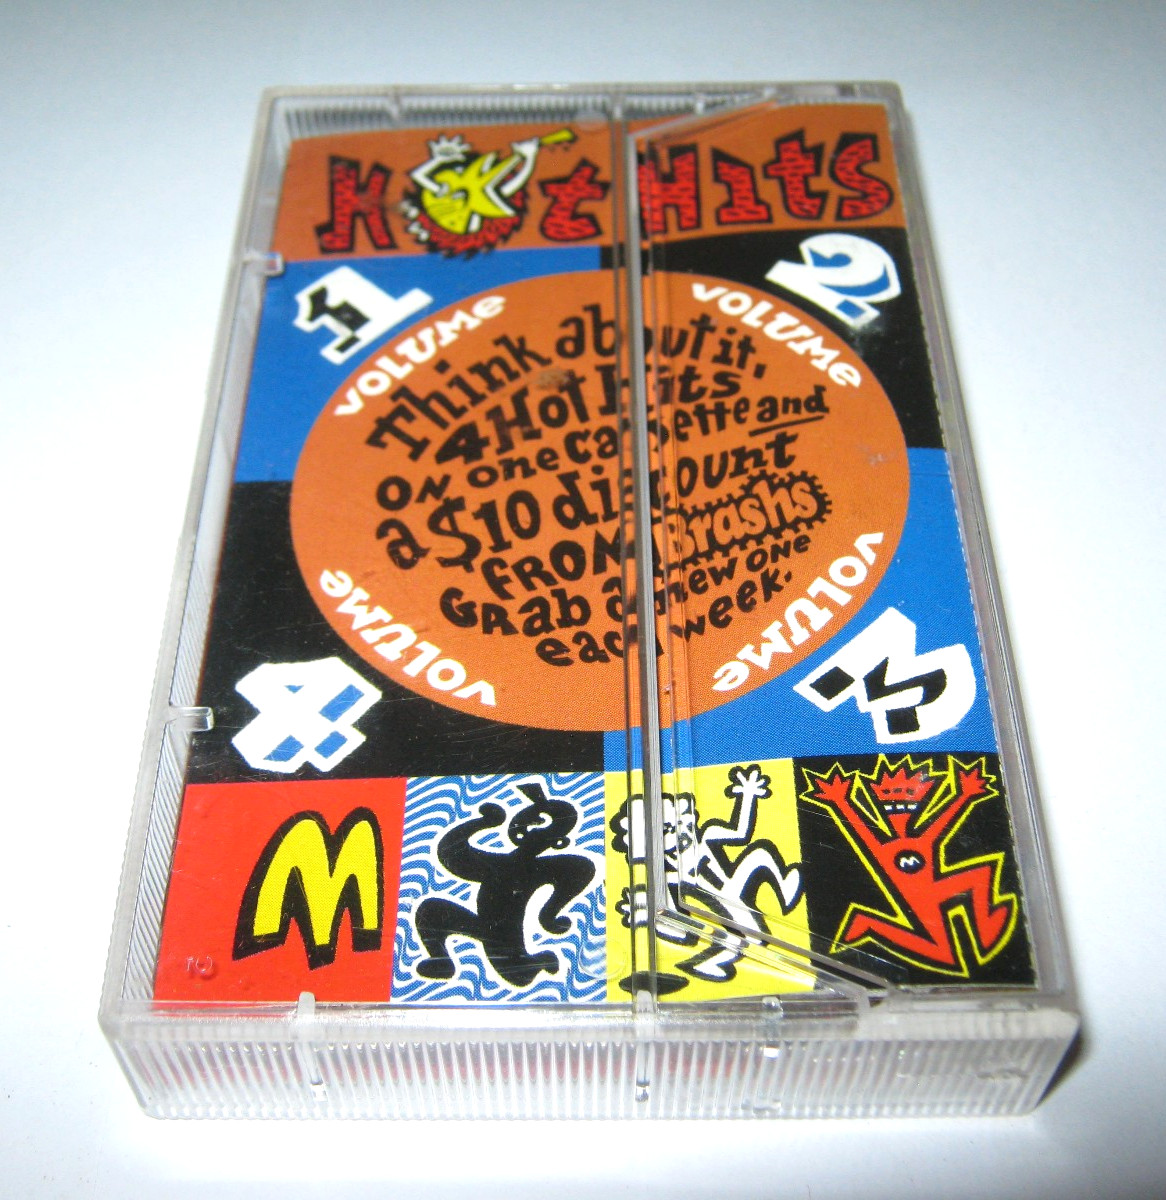 Hot Hits
1 VOLUME
VOLUME 2
Think about it,
4 Hot Hits
on one cassette and
a $10 discount
FROM Brashs
GRab a new one
each week.
VOLUME 4
VOLUME 3
M
M